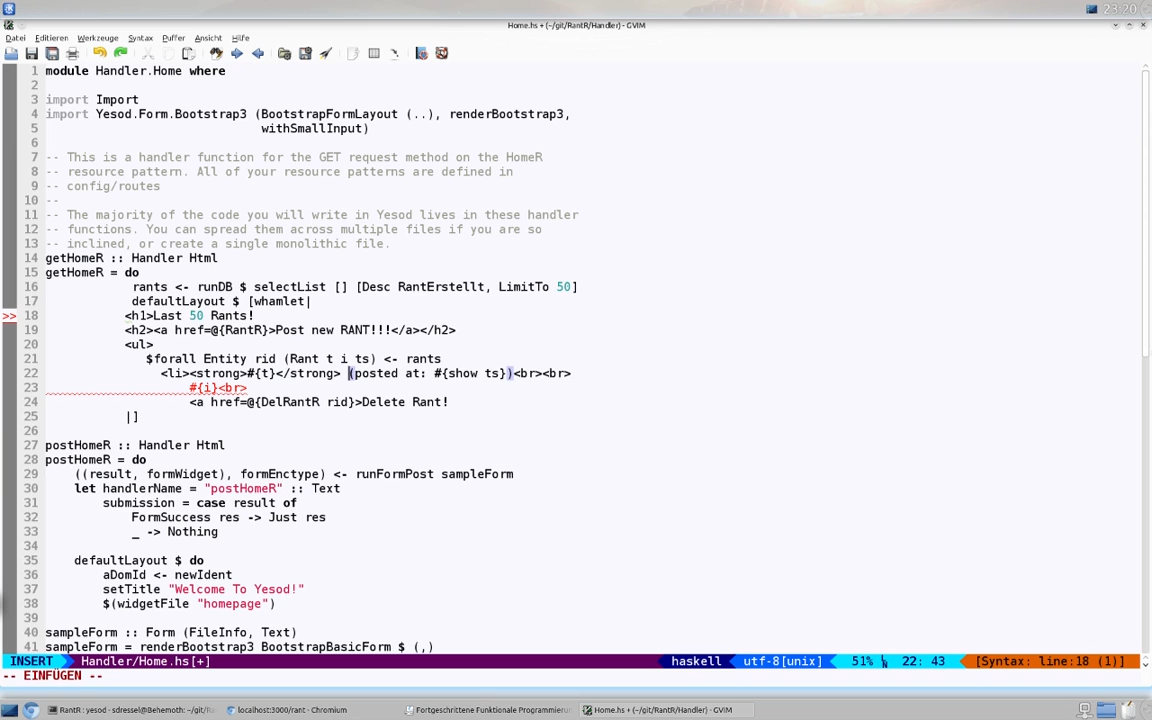 23:20
Home.hs + (~/git/RantR/Handler) - GVIM
Datei Editieren Werkzeuge Syntax Puffer Ansicht Hilfe
1 module Handler.Home where
2
3 import Import
4 import Yesod.Form.Bootstrap3 (BootstrapFormLayout (..), renderBootstrap3,
5                               withSmallInput)
6
7 -- This is a handler function for the GET request method on the HomeR
8 -- resource pattern. All of your resource patterns are defined in
9 -- config/routes
10 --
11 -- The majority of the code you will write in Yesod lives in these handler
12 -- functions. You can spread them across multiple files if you are so
13 -- inclined, or create a single monolithic file.
14 getHomeR :: Handler Html
15 getHomeR = do
16             rants <- runDB $ selectList [] [Desc RantErstellt, LimitTo 50]
17             defaultLayout $ [whamlet|
>> 18            <h1>Last 50 Rants!
19            <h2><a href=@{RantR}>Post new RANT!!!</a></h2>
20            <ul>
21               $forall Entity rid (Rant t i ts) <- rants
22                 <li><strong>#{t}</strong> (posted at: #{show ts})<br><br>
23                     #{i}<br>
24                     <a href=@{DelRantR rid}>Delete Rant!
25            |]
26
27 postHomeR :: Handler Html
28 postHomeR = do
29     ((result, formWidget), formEnctype) <- runFormPost sampleForm
30     let handlerName = "postHomeR" :: Text
31         submission = case result of
32             FormSuccess res -> Just res
33             _ -> Nothing
34
35     defaultLayout $ do
36         aDomId <- newIdent
37         setTitle "Welcome To Yesod!"
38         $(widgetFile "homepage")
39
40 sampleForm :: Form (FileInfo, Text)
41 sampleForm = renderBootstrap3 BootstrapBasicForm $ (,)
INSERT Handler/Home.hs[+] haskell utf-8[unix] 51% 22: 43 [Syntax: line:18 (1)]
-- EINFÜGEN --
RantR : yesod - sdressel@Behemoth: ~/git/Ra localhost:3000/rant - Chromium Fortgeschrittene Funktionale Programmierun Home.hs + (~/git/RantR/Handler) - GVIM